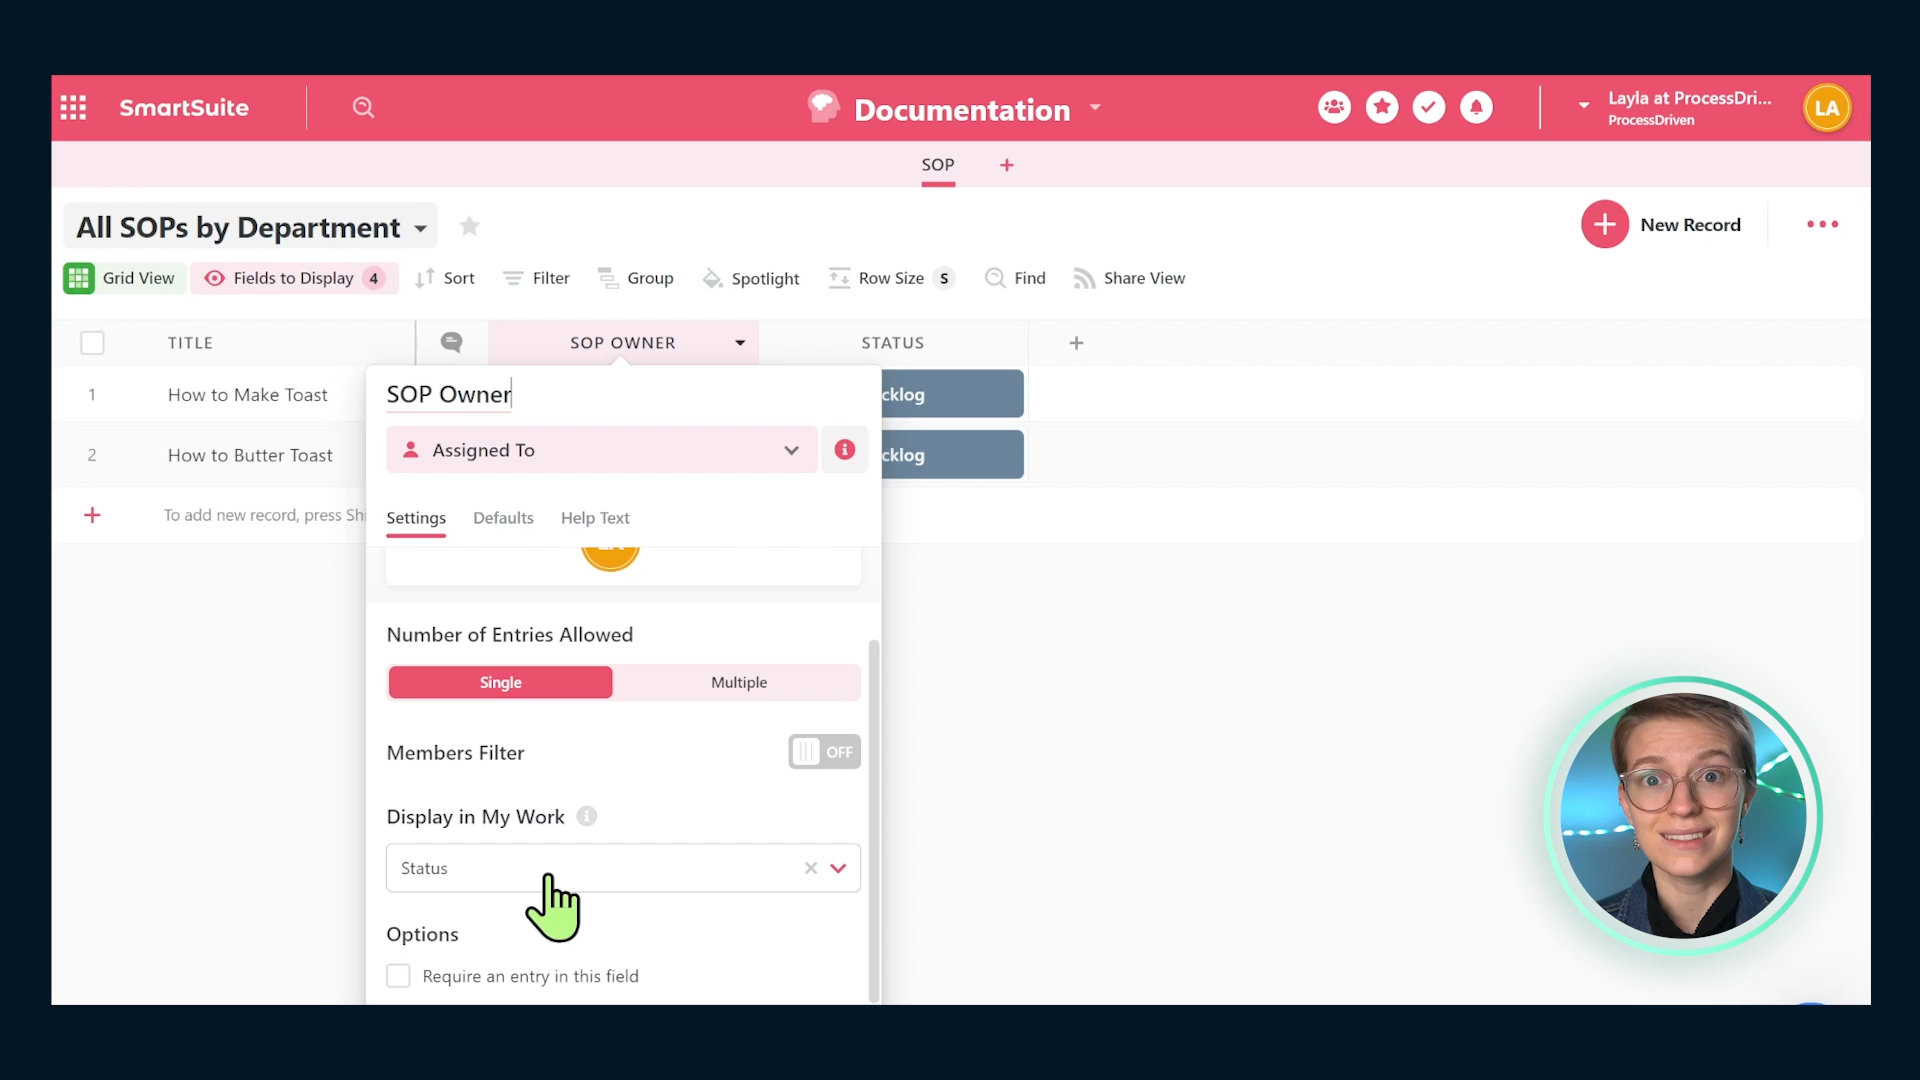 SmartSuite
Documentation
Layla at ProcessDri...
ProcessDriven
LA
SOP
All SOPs by Department
New Record
Grid View
Fields to Display 4
Sort
Filter
Group
Spotlight
Row Size S
Find
Share View
TITLE
SOP OWNER
STATUS
1 How to Make Toast
cklog
2 How to Butter Toast
cklog
To add new record, press Shi
SOP Owner
Assigned To
Settings
Defaults
Help Text
LA
Number of Entries Allowed
Single
Multiple
Members Filter
OFF
Display in My Work
Status
Options
Require an entry in this field